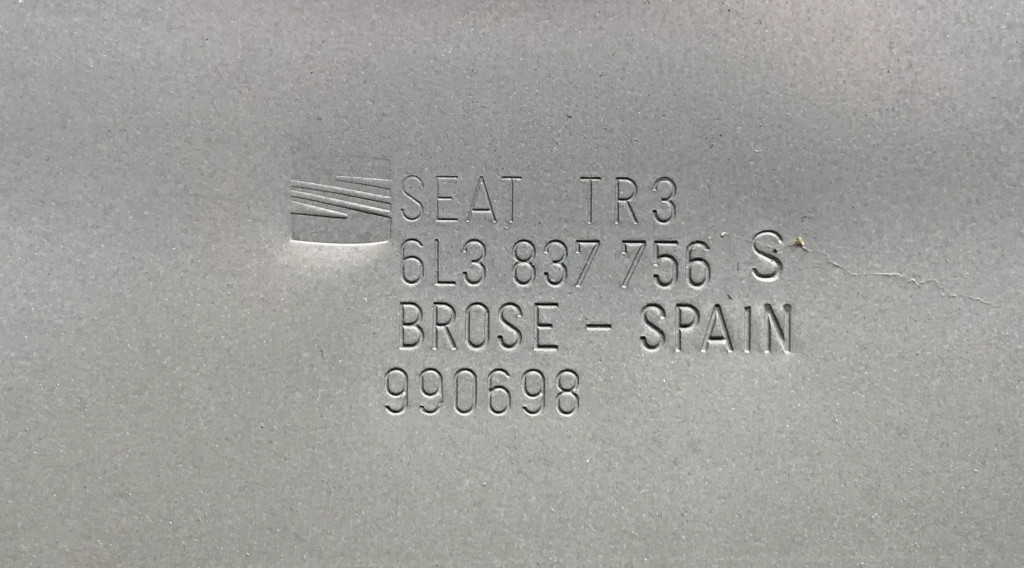 SEAT TR3
6L3 837 756 S
BROSE - SPAIN
990698